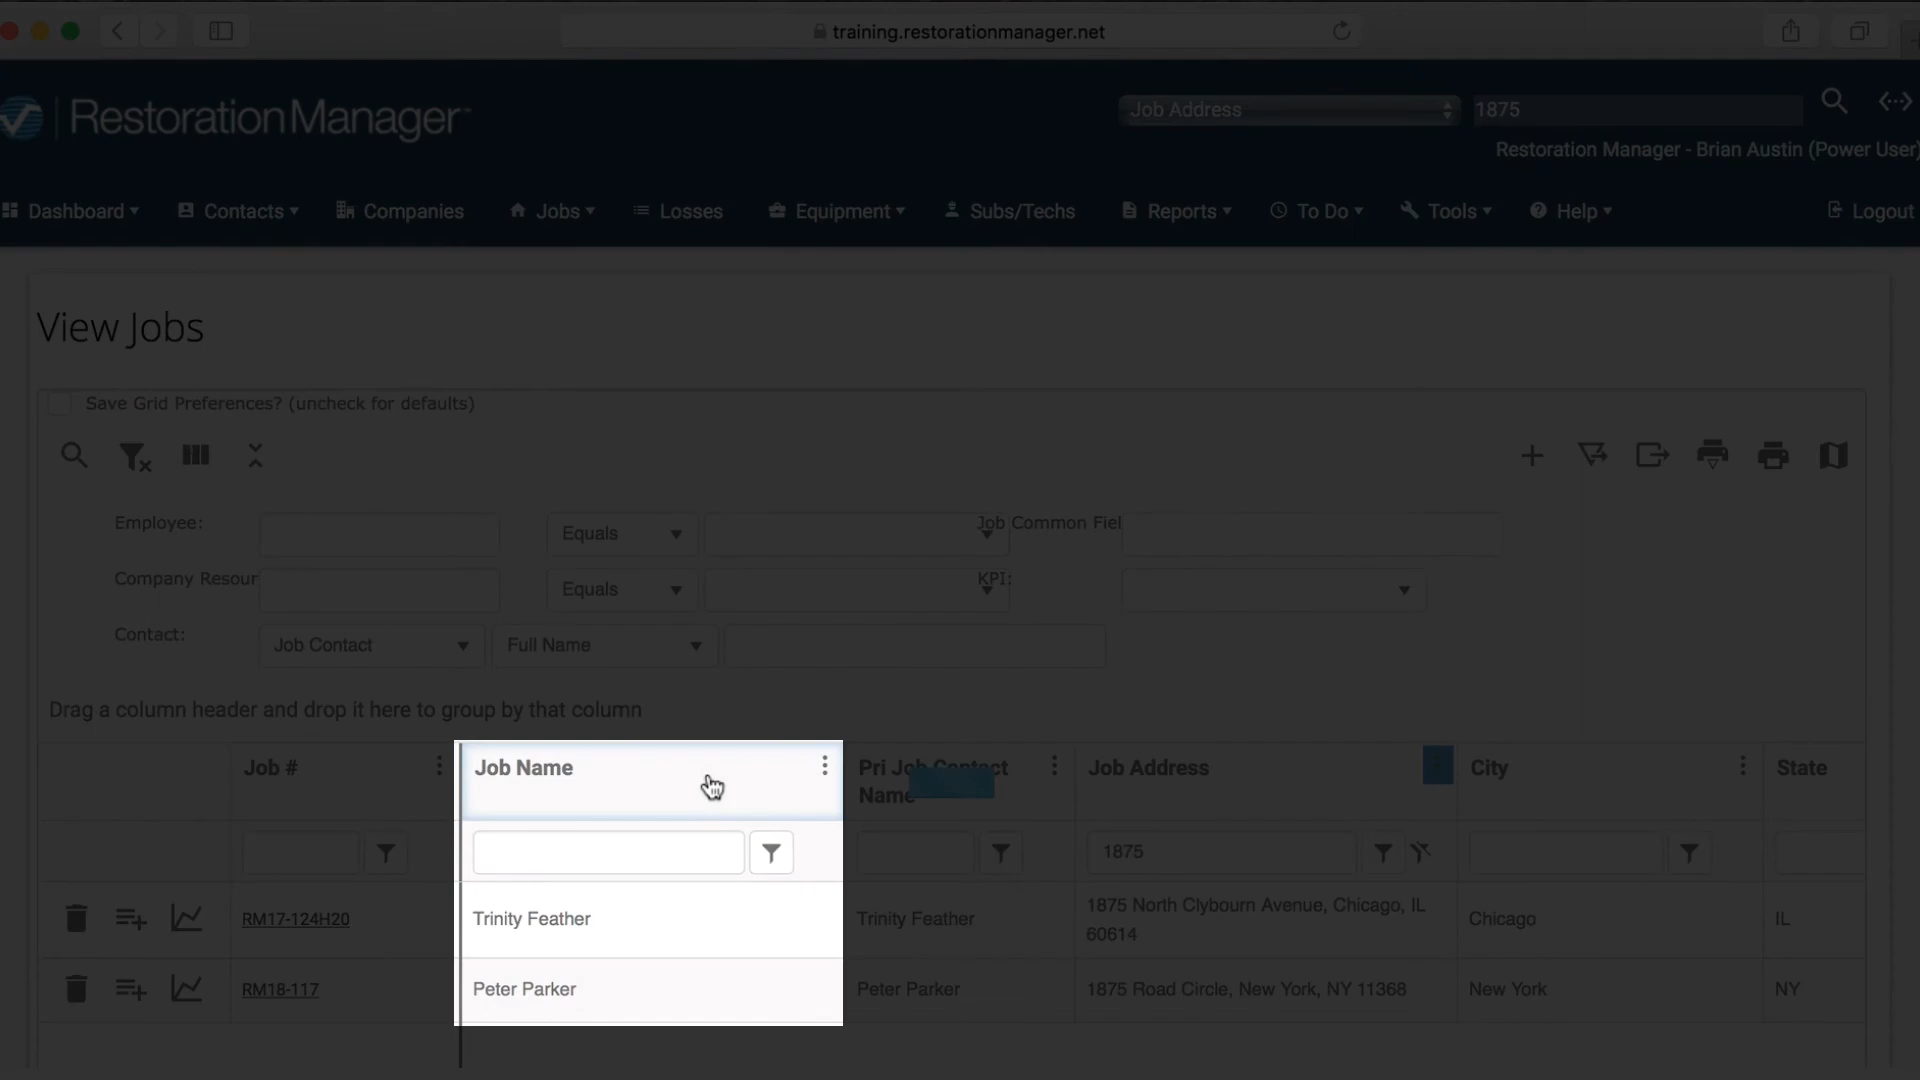 training.restorationmanager.net
RestorationManager™
Job Address
1875
Restoration Manager - Brian Austin (Power User)
Dashboard
Contacts
Companies
Jobs
Losses
Equipment
Subs/Techs
Reports
To Do
Tools
Help
Logout
View Jobs
Save Grid Preferences? (uncheck for defaults)
Employee:
Equals
Job Common Fiel
Company Resour
Equals
KPI:
Contact:
Job Contact
Full Name
Drag a column header and drop it here to group by that column
Job #
Job Name
Pri Job Contact
Name
Job Address
City
State
1875
RM17-124H20
Trinity Feather
Trinity Feather
1875 North Clybourn Avenue, Chicago, IL
60614
Chicago
IL
RM18-117
Peter Parker
Peter Parker
1875 Road Circle, New York, NY 11368
New York
NY